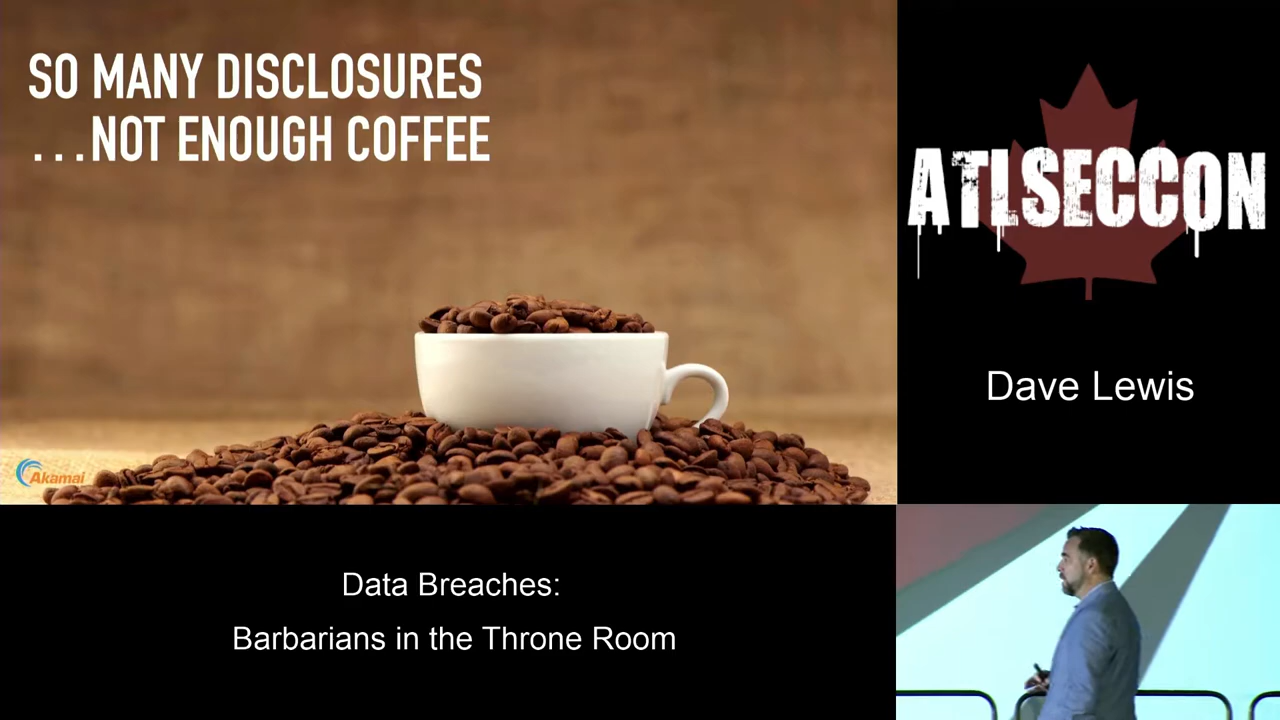 SO MANY DISCLOSURES
...NOT ENOUGH COFFEE
Akamai
ATLSECCON
Dave Lewis
Data Breaches:
Barbarians in the Throne Room